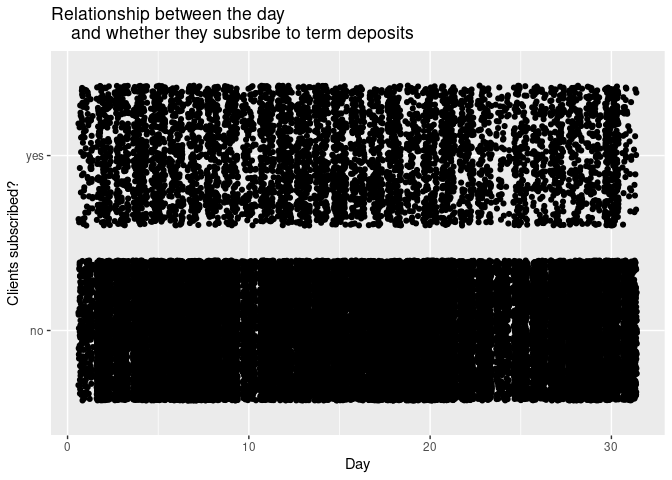 Relationship between the day
and whether they subsribe to term deposits
Clients subscribed?
yes
no
0
10
20
30
Day